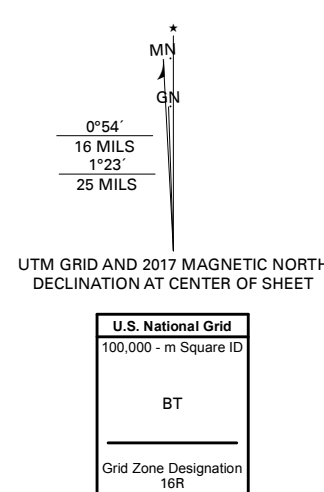 ★
MN
GN
0°54´
16 MILS
1°23´
25 MILS
UTM GRID AND 2017 MAGNETIC NORTH
DECLINATION AT CENTER OF SHEET
U.S. National Grid
100,000 - m Square ID
BT
Grid Zone Designation
16R